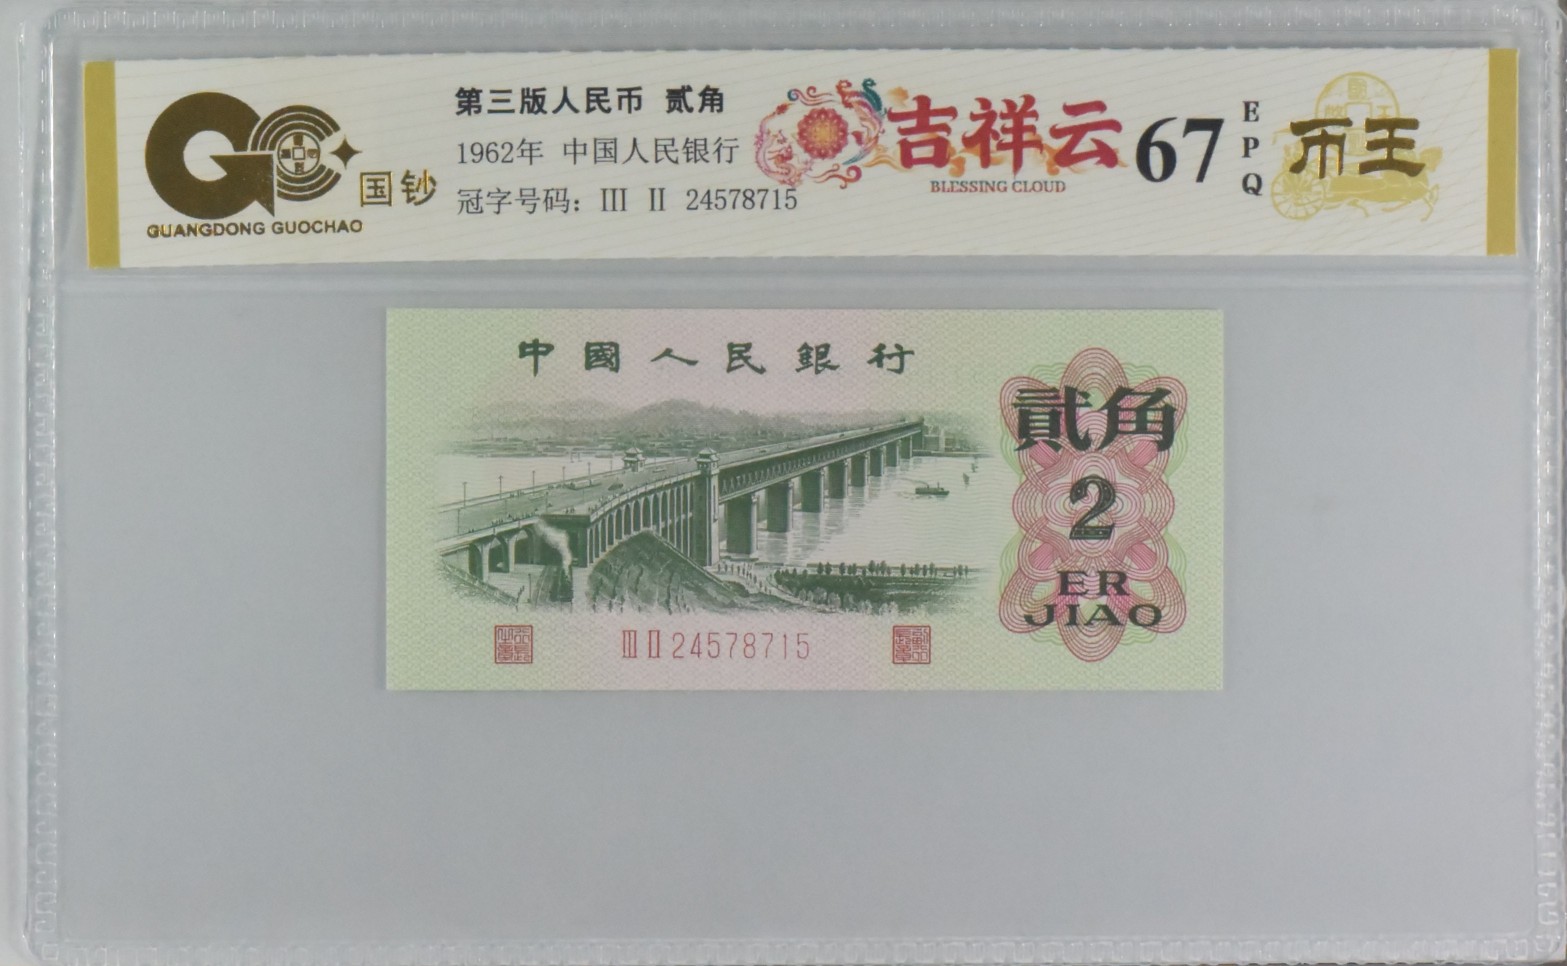 国钞
GUANGDONG GUOCHAO
第三版人民币 贰角
1962年 中国人民银行
冠字号码：III II 24578715
吉祥云
BLESSING CLOUD
67
EPQ
币王
中國人民銀行
貳角
2
ER
JIAO
III II 24578715